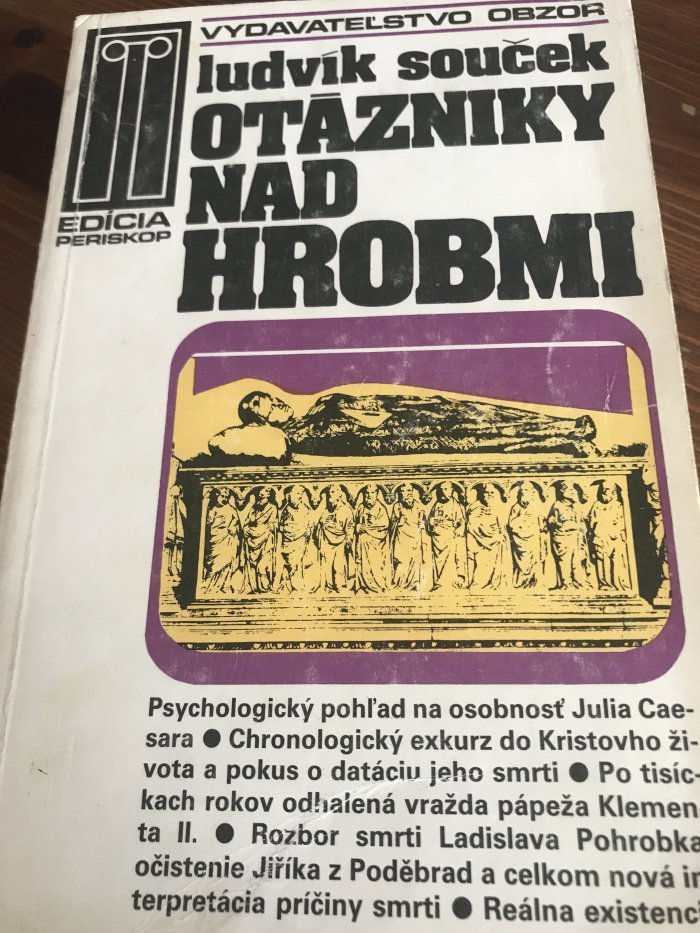 VYDAVATEĽSTVO OBZOR
ludvík souček
OTÁZNIKY
NAD
HROBMI
EDÍCIA
PERISKOP
Psychologický pohľad na osobnosť Julia Cae-
sara ● Chronologický exkurz do Kristovho ži-
vota a pokus o datáciu jeho smrti ● Po tisíc-
kach rokov odhalená vražda pápeža Klemen-
ta II. ● Rozbor smrti Ladislava Pohrobka
očistenie Jiříka z Poděbrad a celkom nová in
terpretácia príčiny smrti ● Reálna existenci